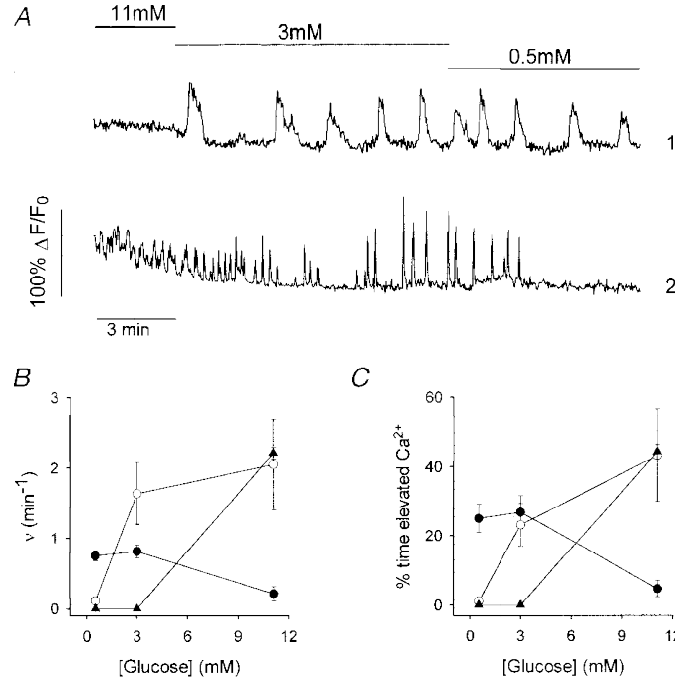 A
11mM
3mM
0.5mM
1
100% Δ F/F0
2
3 min
B
C
3
2
1
0
ν (min-1)
0 3 6 9 12
[Glucose] (mM)
60
40
20
0
% time elevated Ca2+
0 3 6 9 12
[Glucose] (mM)